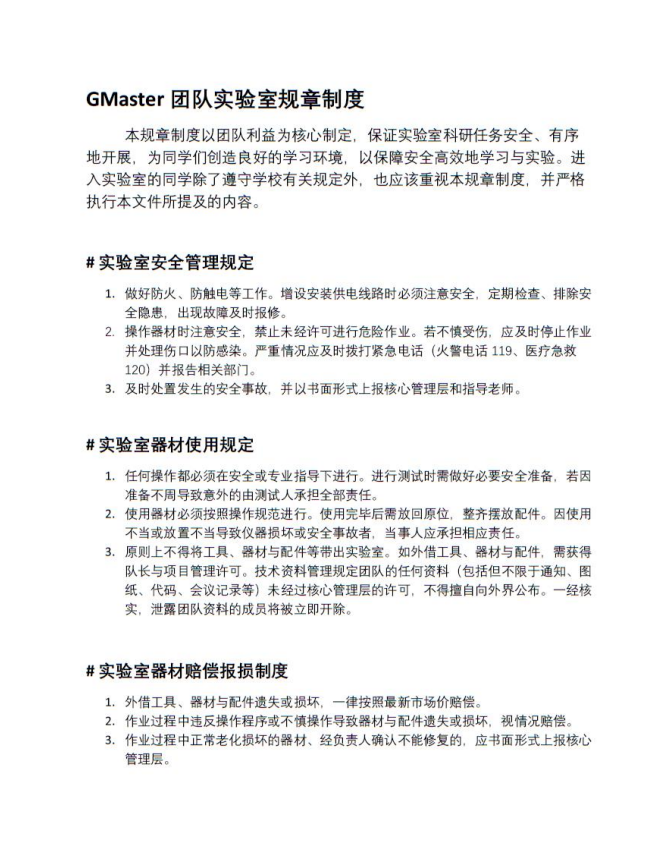 GMaster 团队实验室规章制度
本规章制度以团队利益为核心制定，保证实验室科研任务安全、有序
地开展，为同学们创造良好的学习环境，以保障安全高效地学习与实验。进
入实验室的同学除了遵守学校有关规定外，也应该重视本规章制度，并严格
执行本文件所提及的内容。
# 实验室安全管理规定
1. 做好防火、防触电等工作。增设安装供电线路时必须注意安全，定期检查、排除安
全隐患，出现故障及时报修。
2. 操作器材时注意安全，禁止未经许可进行危险作业。若不慎受伤，应及时停止作业
并处理伤口以防感染。严重情况应及时拨打紧急电话（火警电话 119、医疗急救
120）并报告相关部门。
3. 及时处置发生的安全事故，并以书面形式上报核心管理层和指导老师。
# 实验室器材使用规定
1. 任何操作都必须在安全或专业指导下进行。进行测试时需做好必要安全准备，若因
准备不周导致意外的由测试人承担全部责任。
2. 使用器材必须按照操作规范进行。使用完毕后需放回原位，整齐摆放配件。因使用
不当或放置不当导致仪器损坏或安全事故者，当事人应承担相应责任。
3. 原则上不得将工具、器材与配件等带出实验室。如外借工具、器材与配件，需获得
队长与项目管理许可。技术资料管理规定团队的任何资料（包括但不限于通知、图
纸、代码、会议记录等）未经过核心管理层的许可，不得擅自向外界公布。一经核
实，泄露团队资料的成员将被立即开除。
# 实验室器材赔偿报损制度
1. 外借工具、器材与配件遗失或损坏，一律按照最新市场价赔偿。
2. 作业过程中违反操作程序或不慎操作导致器材与配件遗失或损坏，视情况赔偿。
3. 作业过程中正常老化损坏的器材、经负责人确认不能修复的，应书面形式上报核心
管理层。